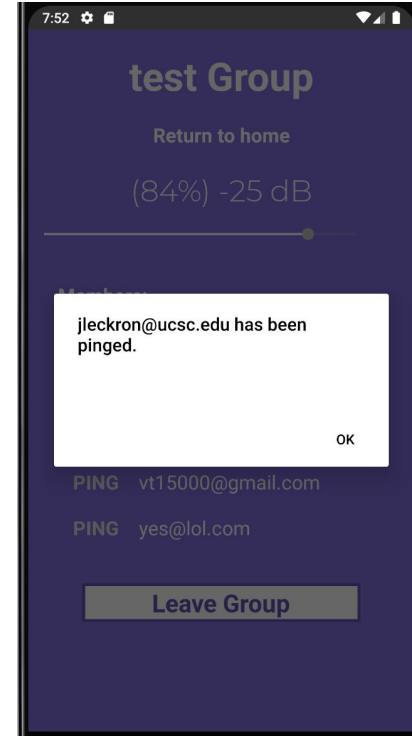 7:52
test Group
Return to home
(84%) -25 dB
Members:
jleckron@ucsc.edu has been
pinged.
OK
PING vt15000@gmail.com
PING yes@lol.com
Leave Group